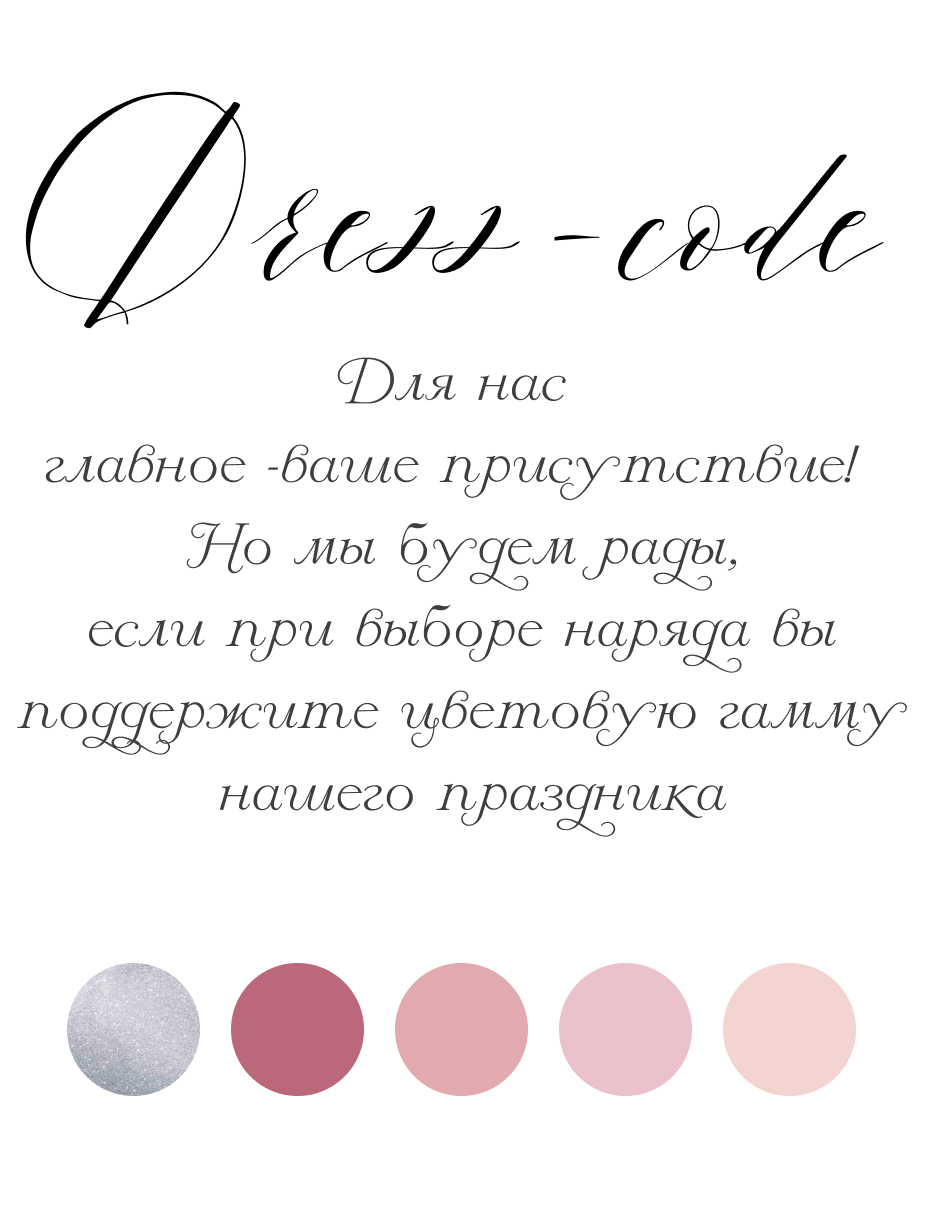 Dress - code
Для нас
главное -ваше присутствие!
Но мы будем рады,
если при выборе наряда вы
поддержите цветовую гамму
нашего праздника